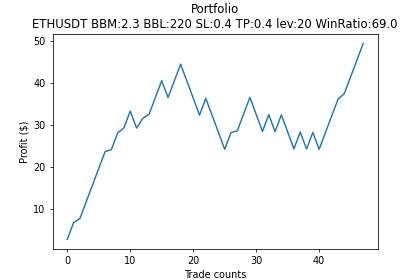 Portfolio
ETHUSDT BBM:2.3 BBL:220 SL:0.4 TP:0.4 lev:20 WinRatio:69.0
50
40
30
20
10
Profit ($)
0
10
20
30
40
Trade counts